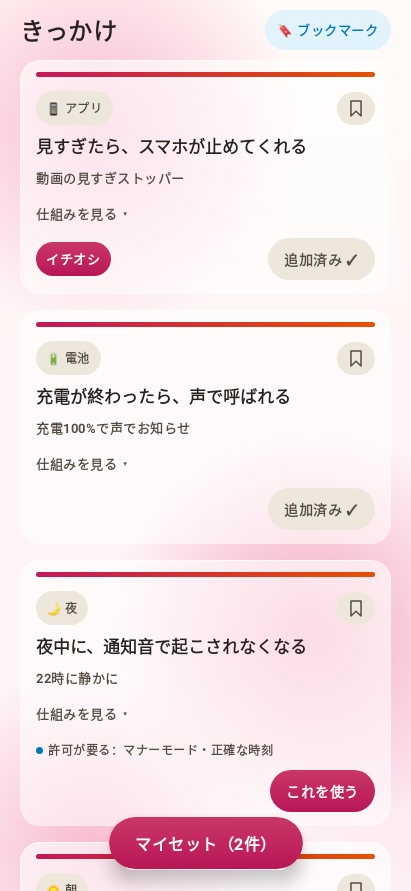 きっかけ
ブックマーク
アプリ
見すぎたら、スマホが止めてくれる
動画の見すぎストッパー
仕組みを見る
イチオシ
追加済み✓
電池
充電が終わったら、声で呼ばれる
充電100%で声でお知らせ
仕組みを見る
追加済み✓
夜
夜中に、通知音で起こされなくなる
22時に静かに
仕組みを見る
許可が要る：マナーモード・正確な時刻
これを使う
マイセット（2件）
朝